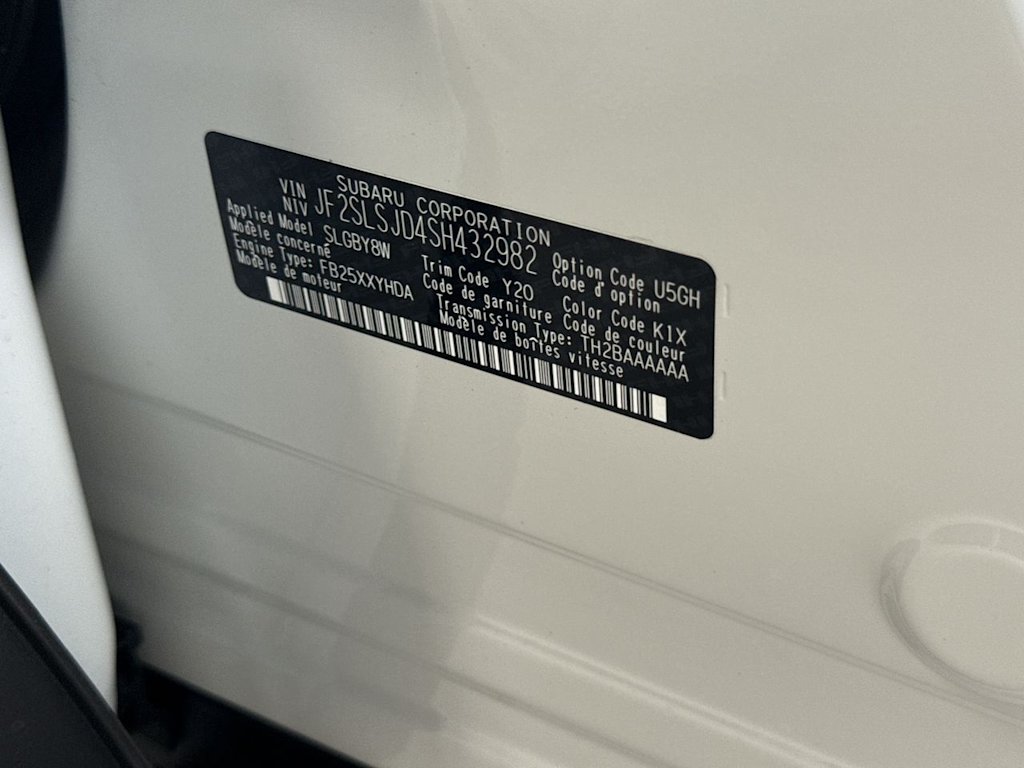 SUBARU CORPORATION
VIN
NIV JF2SLSJD4SH432982
Applied Model SLGBY8W
Modèle concerné
Option Code U5GH
Code d'option
Engine Type: FB25XXYHDA
Modèle de moteur
Trim Code Y20
Code de garniture
Color Code K1X
Code de couleur
Transmission Type: TH2BAAAAAA
Modèle de boîtes vitesse